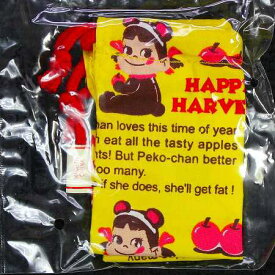 HAPP
HARVE
han loves this time of year
n eat all the tasty apples
nts! But Peko-chan better
oo many.
if she does, she'll get fat !